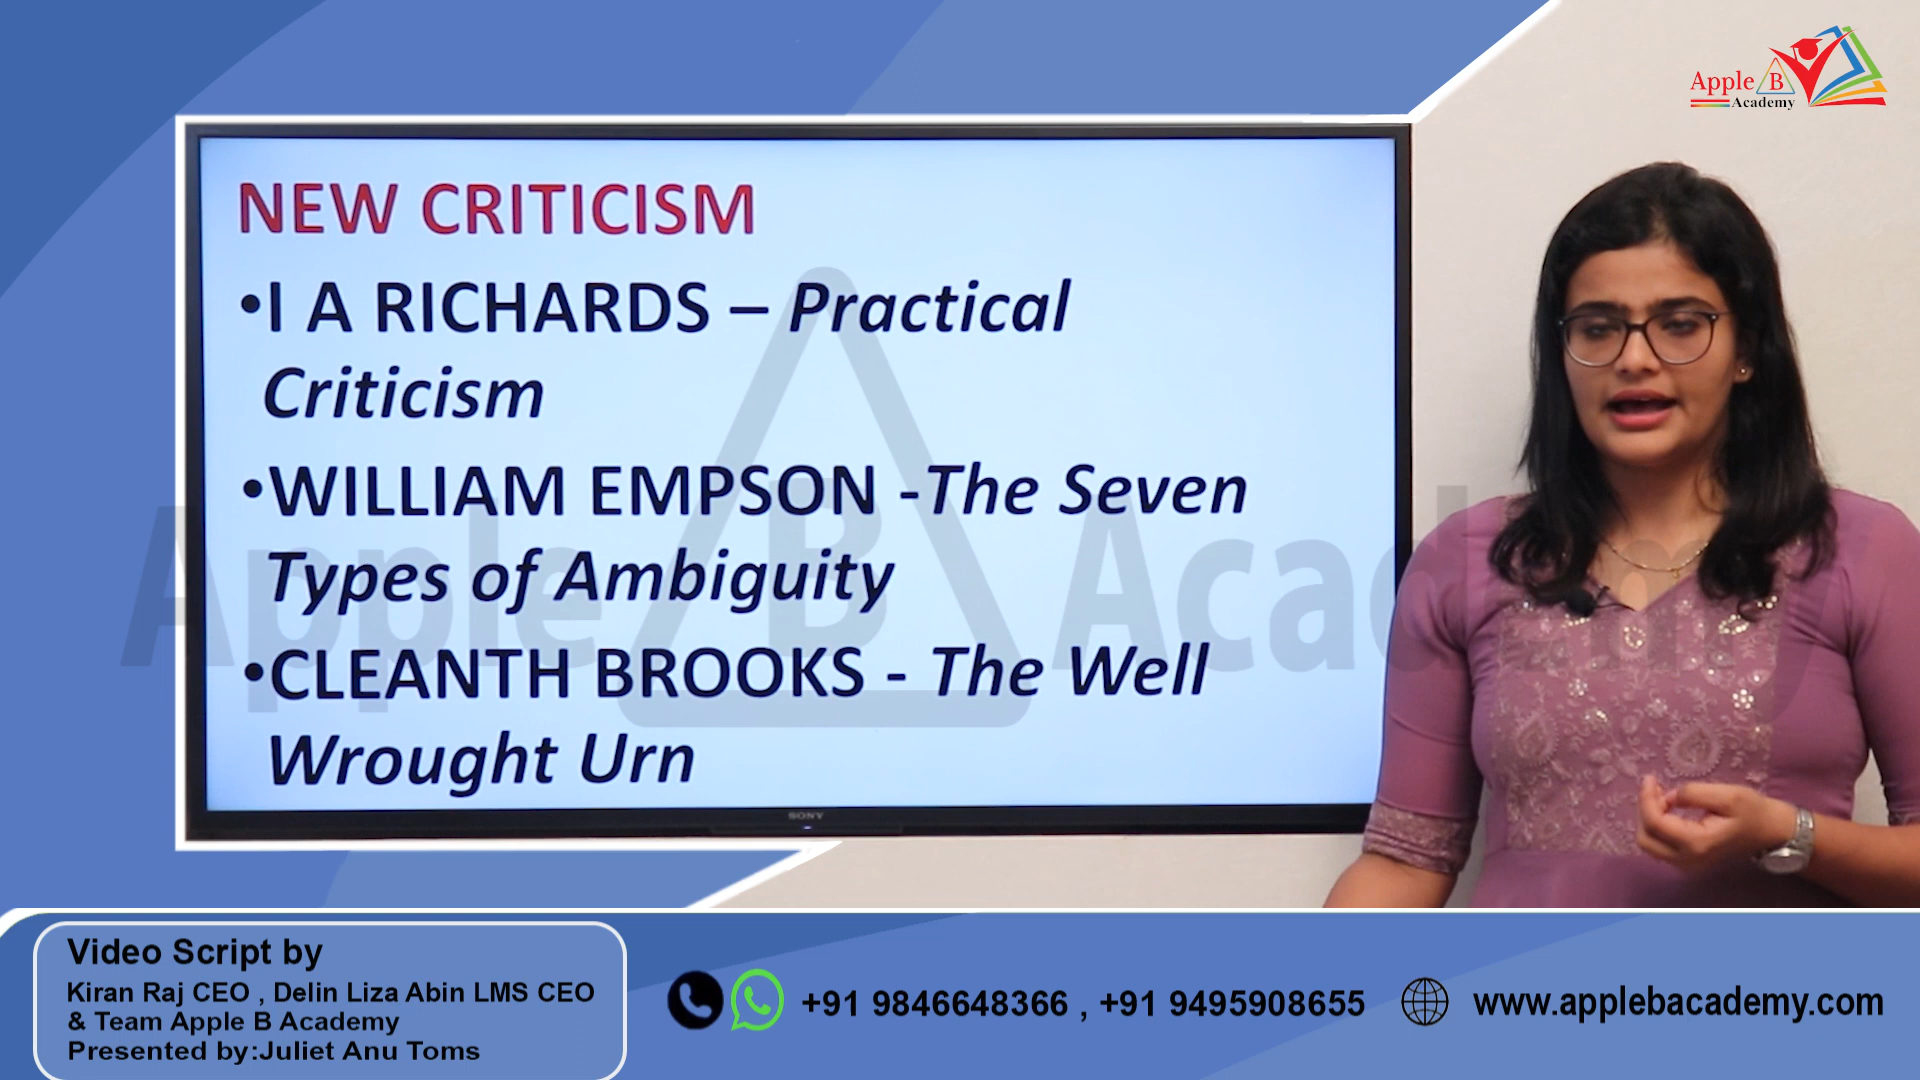 Apple B
Academy
NEW CRITICISM
•I A RICHARDS – Practical
Criticism
•WILLIAM EMPSON -The Seven
Types of Ambiguity
•CLEANTH BROOKS - The Well
Wrought Urn
SONY
Apple B Academy
Video Script by
Kiran Raj CEO , Delin Liza Abin LMS CEO
& Team Apple B Academy
Presented by:Juliet Anu Toms
+91 9846648366 , +91 9495908655
www.applebacademy.com